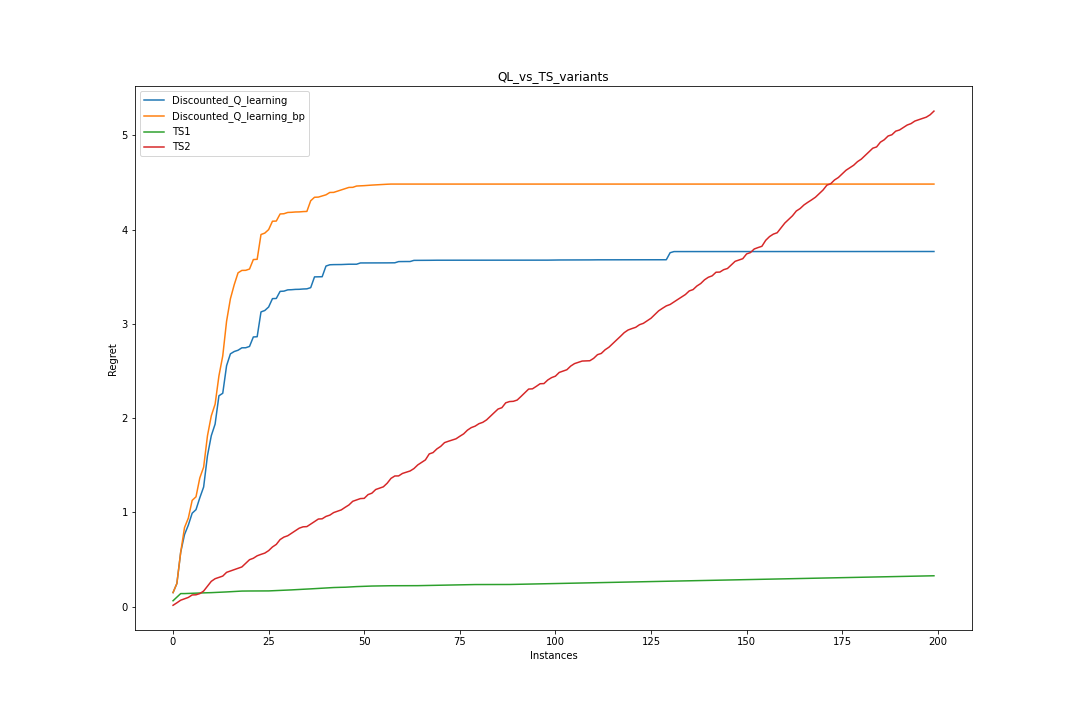 QL_vs_TS_variants
Discounted_Q_learning
Discounted_Q_learning_bp
TS1
TS2
Regret
5
4
3
2
1
0
0 25 50 75 100 125 150 175 200
Instances